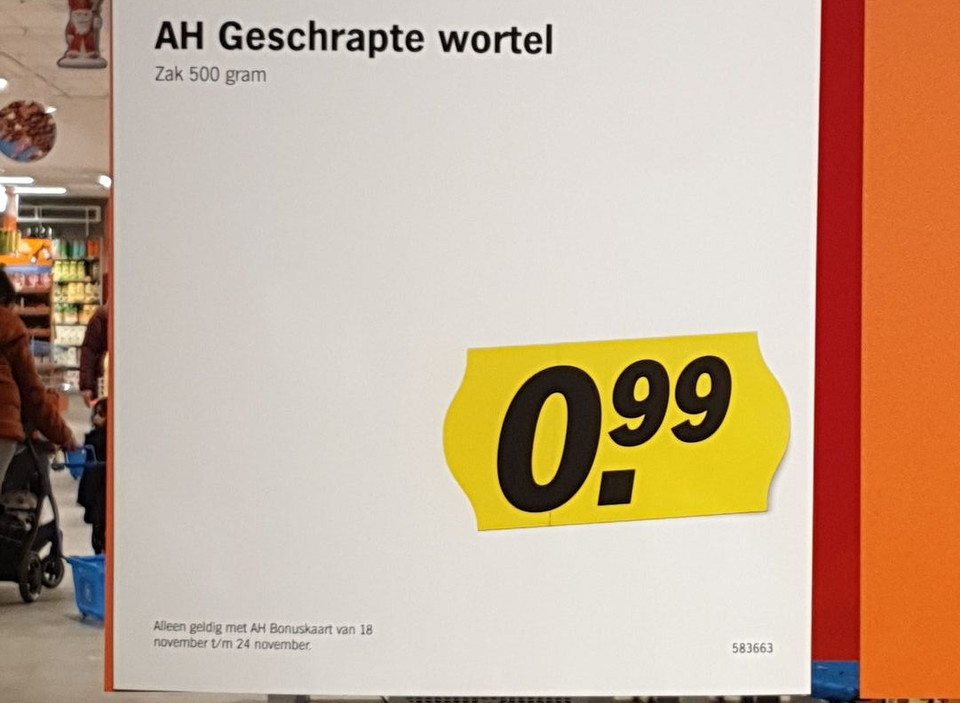 AH Geschrapte wortel
Zak 500 gram
0.99
Alleen geldig met AH Bonuskaart van 18
november t/m 24 november.
583663